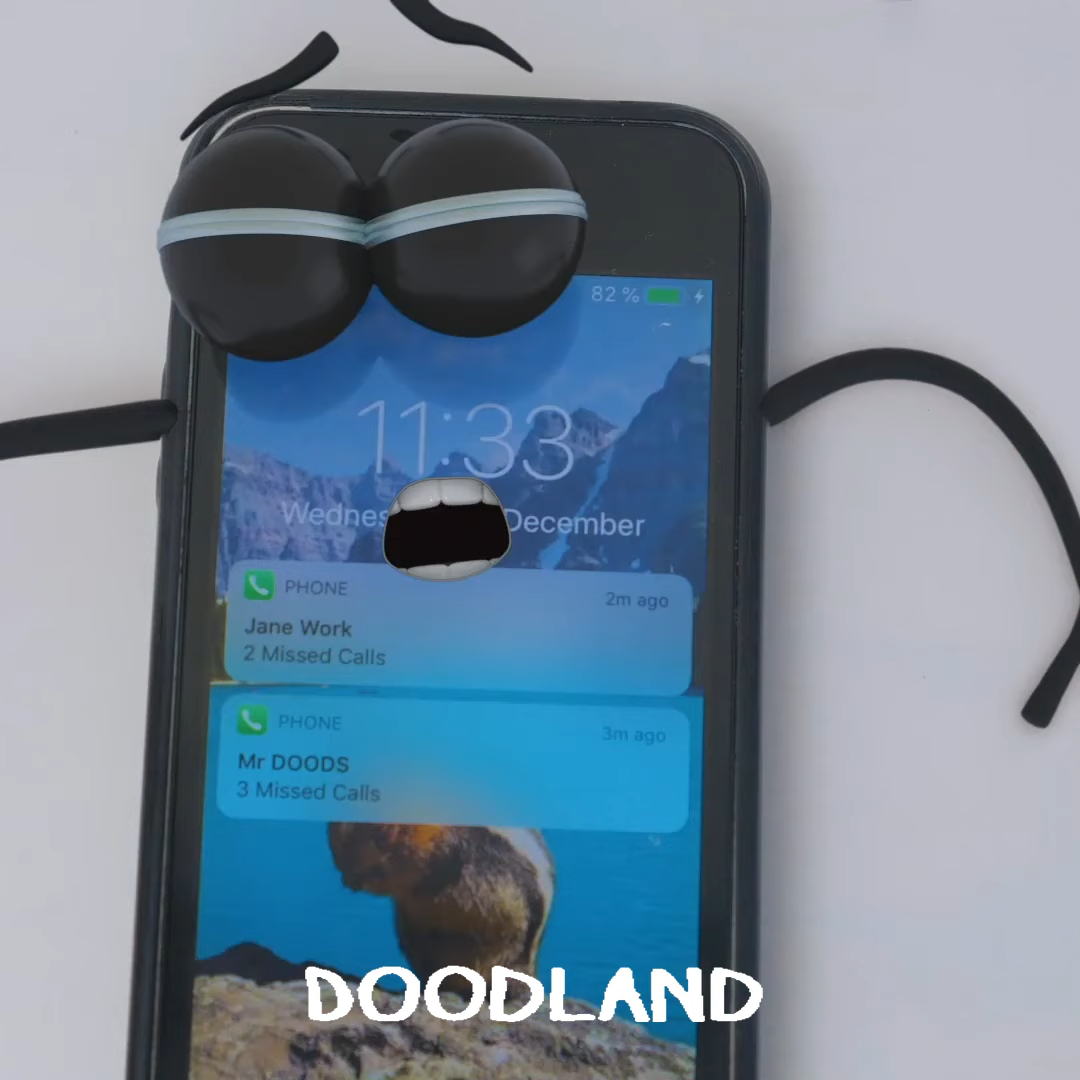 82 %
11:33
December
PHONE
2m ago
Jane Work
2 Missed Calls
PHONE
3m ago
Mr DOODS
3 Missed Calls
DOODLAND